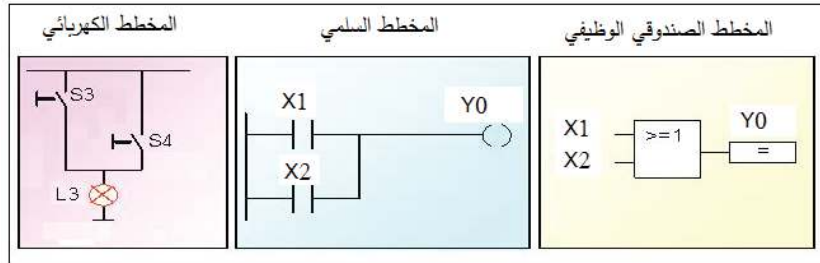 المخطط الصندوقي الوظيفي
المخطط السلمي
المخطط الكهربائي
X1
X2
>=1
Y0
=
X1
Y0
X2
S3
S4
L3